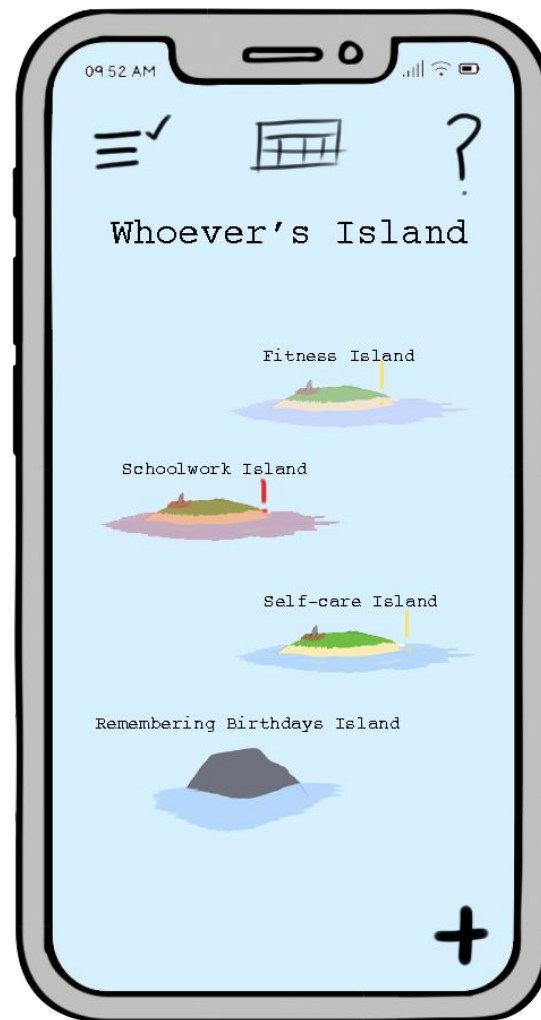 09:52 AM
?
Whoever's Island
Fitness Island
!
Schoolwork Island
!
Self-care Island
!
Remembering Birthdays Island
+